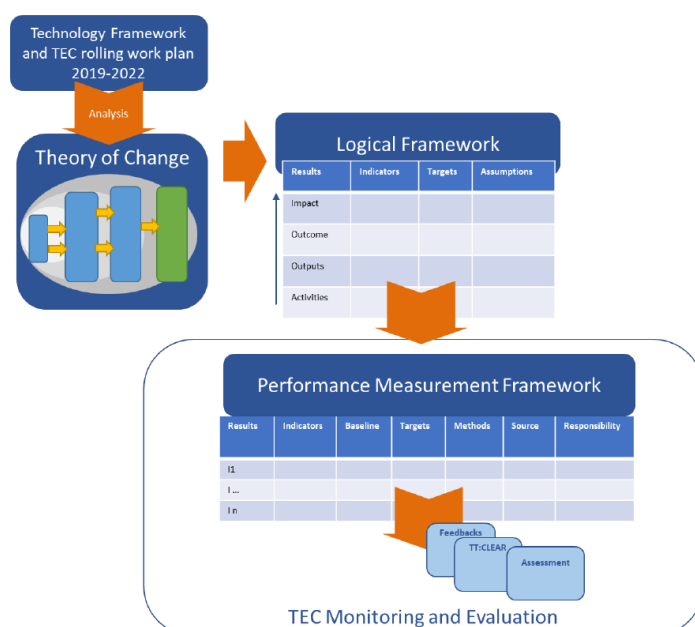 Technology Framework
and TEC rolling work plan
2019-2022
Analysis
Theory of Change
Logical Framework
Results Indicators Targets Assumptions
Impact
Outcome
Outputs
Activities
Performance Measurement Framework
Results Indicators Baseline Targets Methods Source Responsibility
I1
I ...
I n
Feedbacks
TT:CLEAR
Assessment
TEC Monitoring and Evaluation